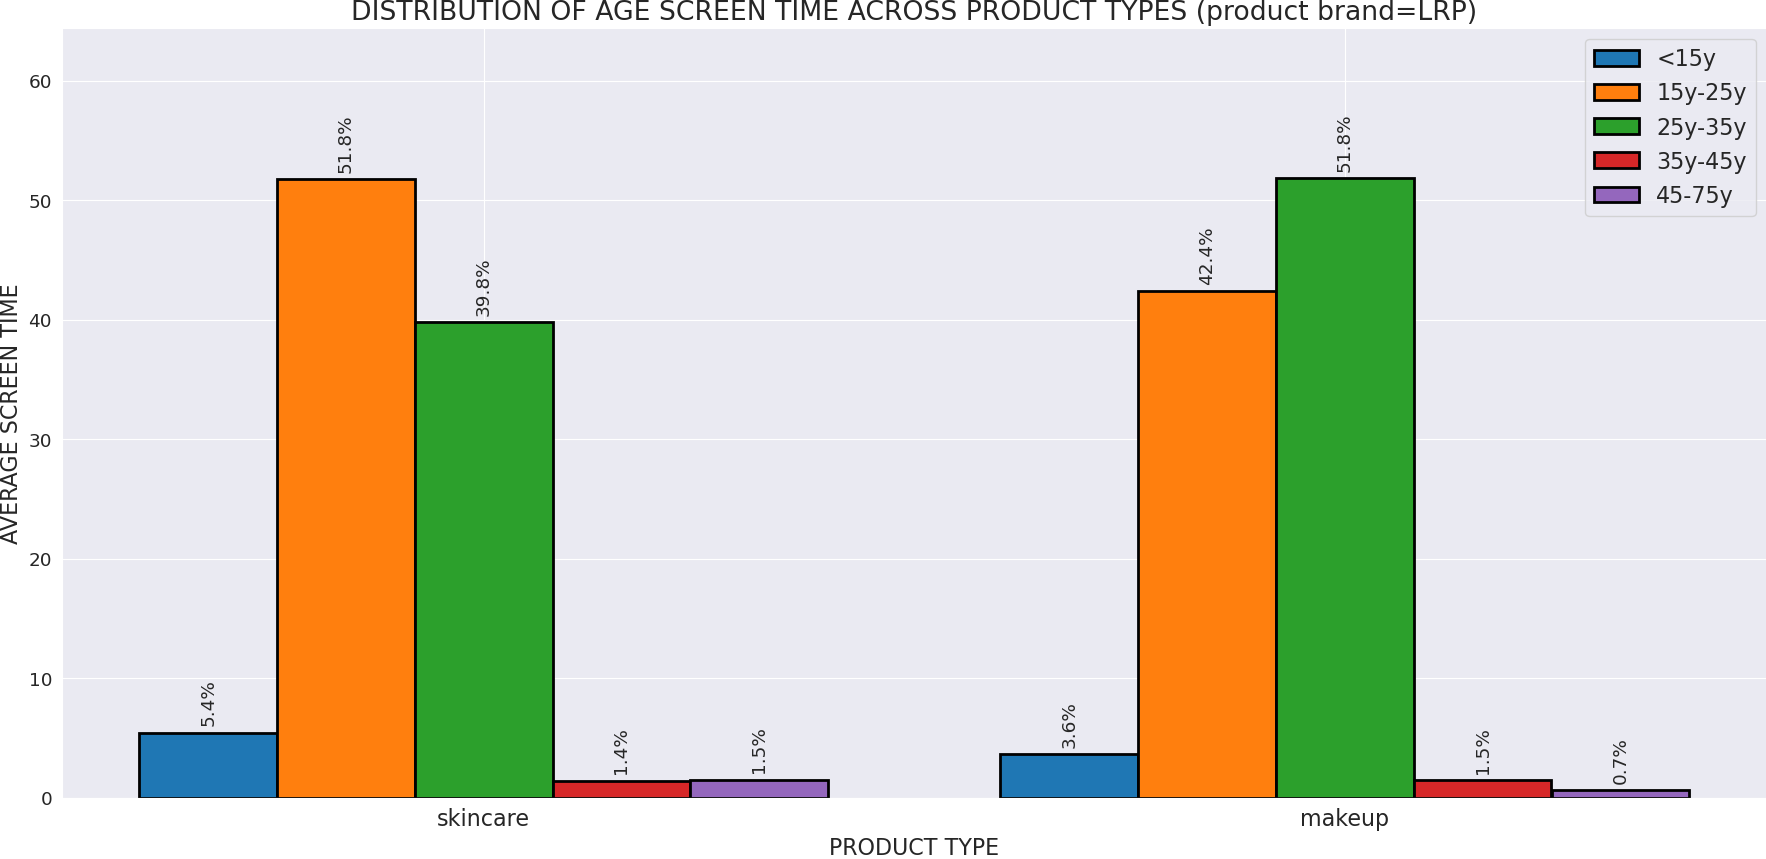 DISTRIBUTION OF AGE SCREEN TIME ACROSS PRODUCT TYPES (product brand=LRP)
<15y
15y-25y
25y-35y
35y-45y
45-75y
AVERAGE SCREEN TIME
60
50
40
30
20
10
0
5.4%
51.8%
39.8%
1.4%
1.5%
3.6%
42.4%
51.8%
1.5%
0.7%
skincare
makeup
PRODUCT TYPE